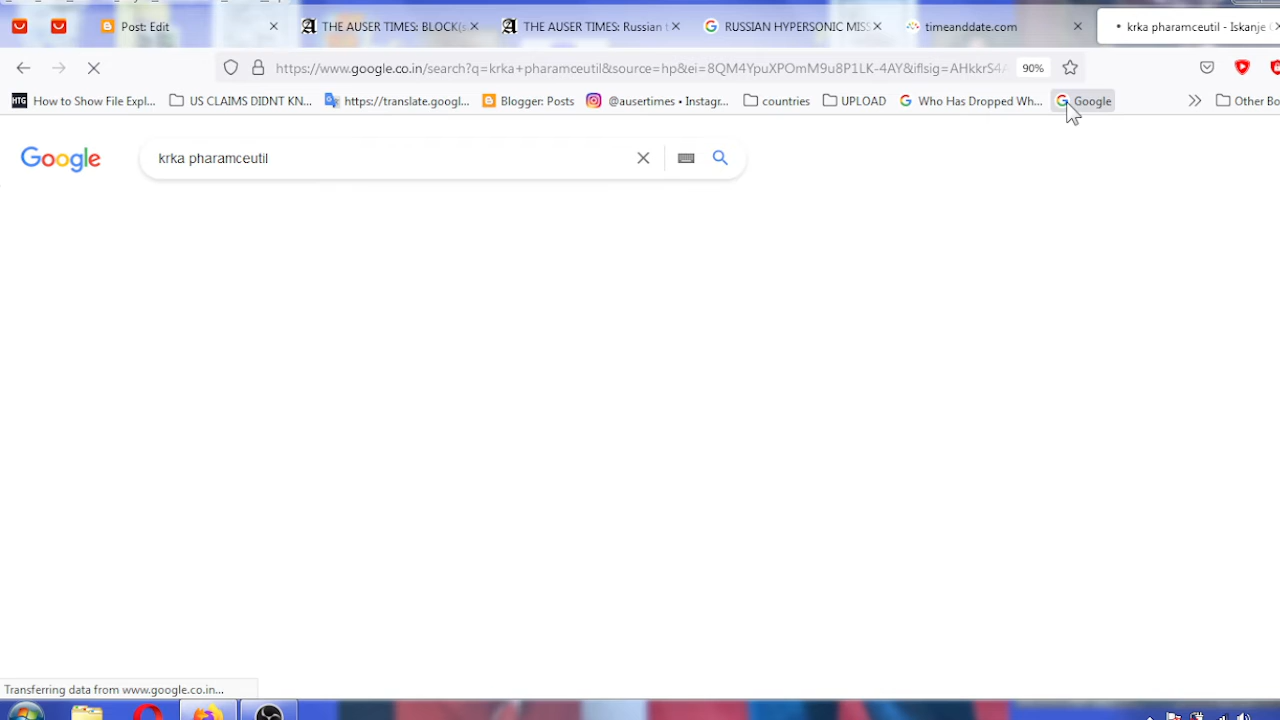 Post: Edit
THE AUSER TIMES BLOCK
AUSER TIMES: Russian
RUSSIAN HYPERSONIC MISS
timeandate.com
krka pharamceutil - Iskanje
https://www.google.co.in/search?q=krka+pharamceutil&source=hp&ei=8QM4YpuXPOmM9u8P1LK-4AY&iflsig=AHkkrS4
90%
HTG How to Show File Expl...
US CLAIMS DIDNT KN...
https://translate.googl...
Blogger: Posts
@ausertimes • Instagr...
countries
UPLOAD
Who Has Dropped Wh...
Google
Other Bo
Google
krka pharamceutil
Transferring data from www.google.co.in...